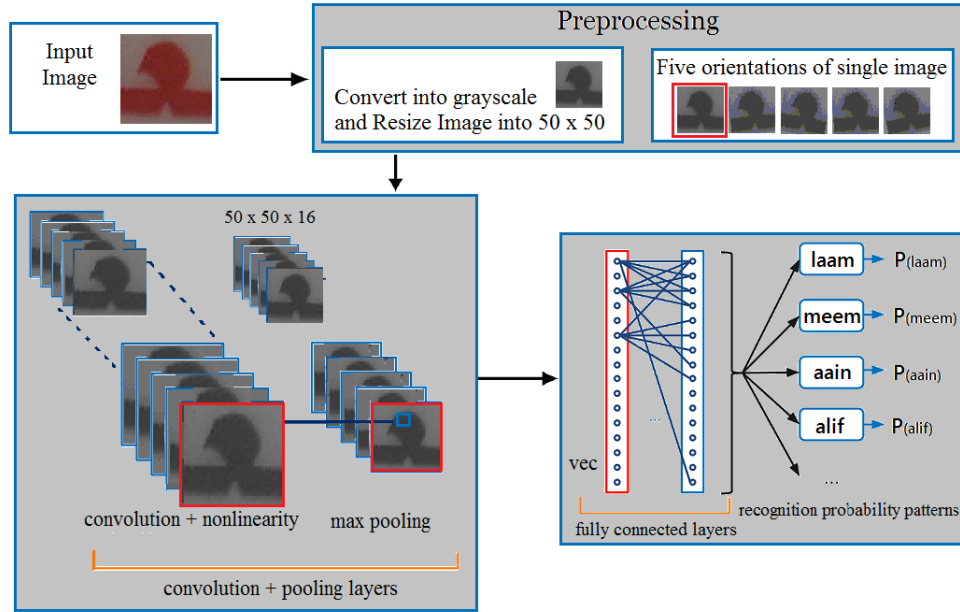 Preprocessing
Input
Image
Convert into grayscale
and Resize Image into 50 x 50
Five orientations of single image
50 x 50 x 16
convolution + nonlinearity
max pooling
convolution + pooling layers
vec
...
fully connected layers
laam
P(laam)
meem
P(meem)
aain
P(aain)
alif
P(alif)
...
recognition probability patterns